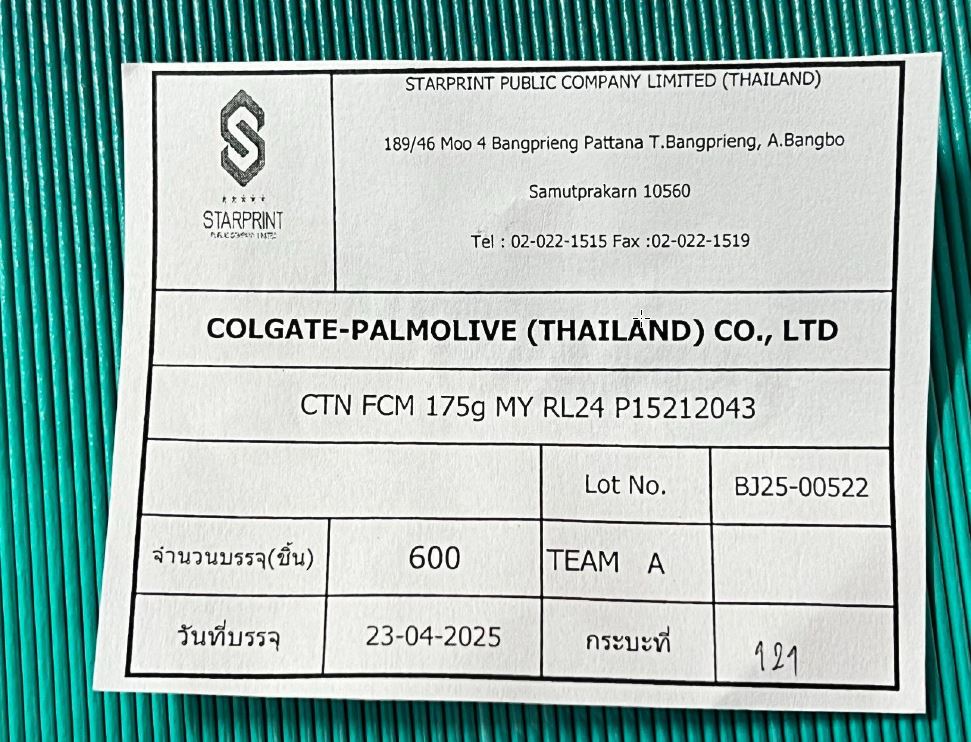 STARPRINT PUBLIC COMPANY LIMITED (THAILAND)
189/46 Moo 4 Bangprieng Pattana T.Bangprieng, A.Bangbo
Samutprakarn 10560
Tel : 02-022-1515 Fax :02-022-1519
STARPRINT
PUBLIC COMPANY LIMITED
COLGATE-PALMOLIVE (THAILAND) CO., LTD
CTN FCM 175g MY RL24 P15212043
Lot No. BJ25-00522
จำนวนบรรจุ(ชิ้น) 600 TEAM A
วันที่บรรจุ 23-04-2025 กระบะที่ 121